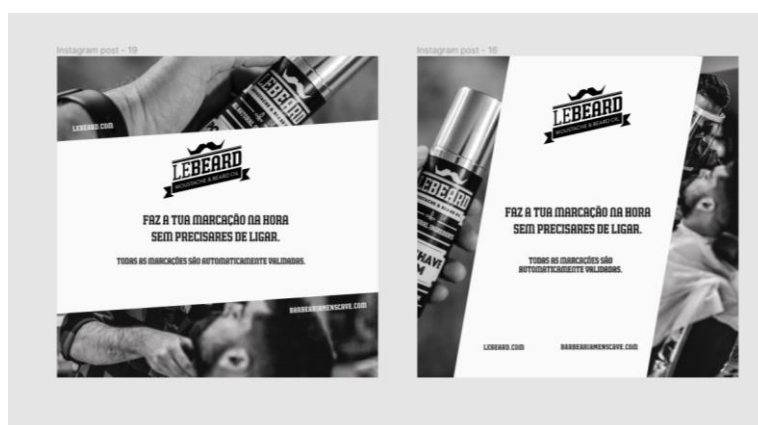 Instagram post - 19
LEBEARD
LEBEARD.COM
LEBEARD
MOUSTACHE & BEARD OIL
FAZ A TUA MARCAÇÃO NA HORA
SEM PRECISARES DE LIGAR.
TODAS AS MARCAÇÕES SÃO AUTOMATICAMENTE VALIDADAS.
BARBEARIAMENSCAVE.COM
Instagram post - 16
LEBEARD
MOUSTACHE & BEARD OIL
LEBEARD
FAZ A TUA MARCAÇÃO NA HORA
SEM PRECISARES DE LIGAR.
TODAS AS MARCAÇÕES SÃO
AUTOMATICAMENTE VALIDADAS.
LEBEARD.COM
BARBEARIAMENSCAVE.COM